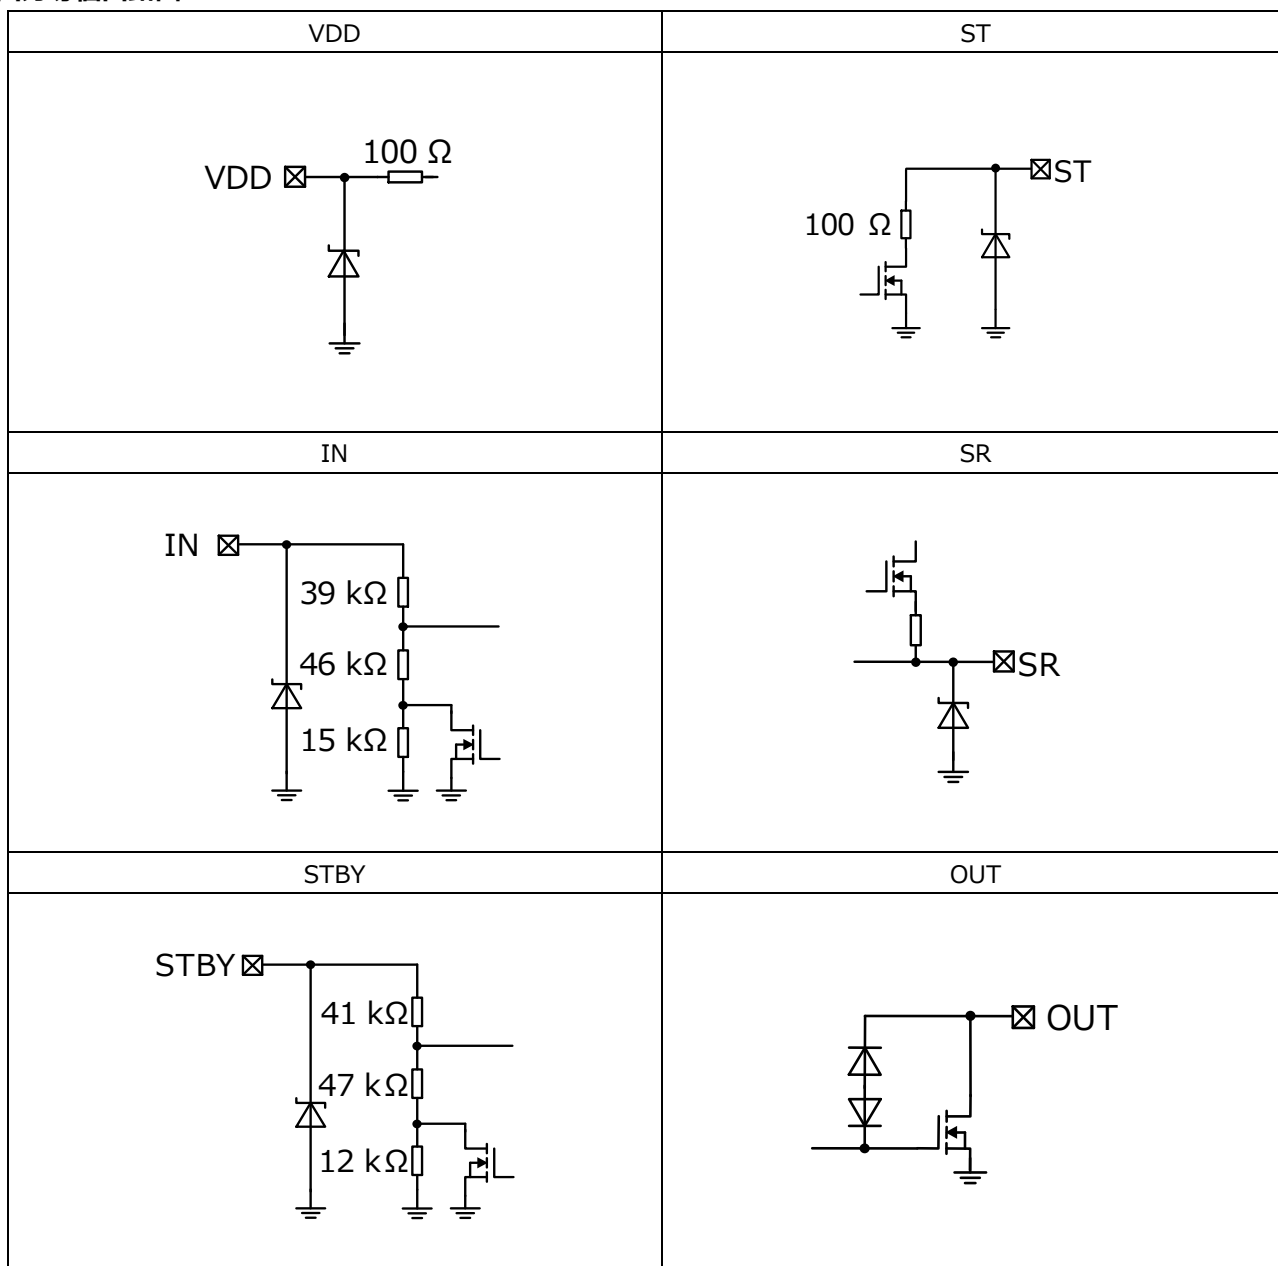 VDD
ST
VDD
100 Ω
ST
100 Ω
IN
SR
IN
39 kΩ
46 kΩ
15 kΩ
SR
STBY
OUT
STBY
41 kΩ
47 kΩ
12 kΩ
OUT